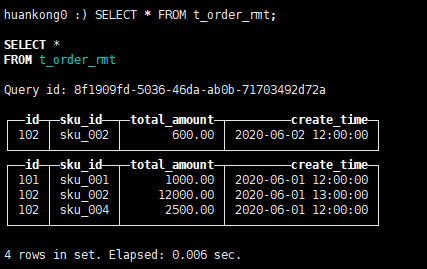 huankong0 :) SELECT * FROM t_order_rmt;
SELECT *
FROM t_order_rmt
Query id: 8f1909fd-5036-46da-ab0b-71703492d72a
id sku_id total_amount create_time
102 sku_002 600.00 2020-06-02 12:00:00
id sku_id total_amount create_time
101 sku_001 1000.00 2020-06-01 12:00:00
102 sku_002 12000.00 2020-06-01 13:00:00
102 sku_004 2500.00 2020-06-01 12:00:00
4 rows in set. Elapsed: 0.006 sec.